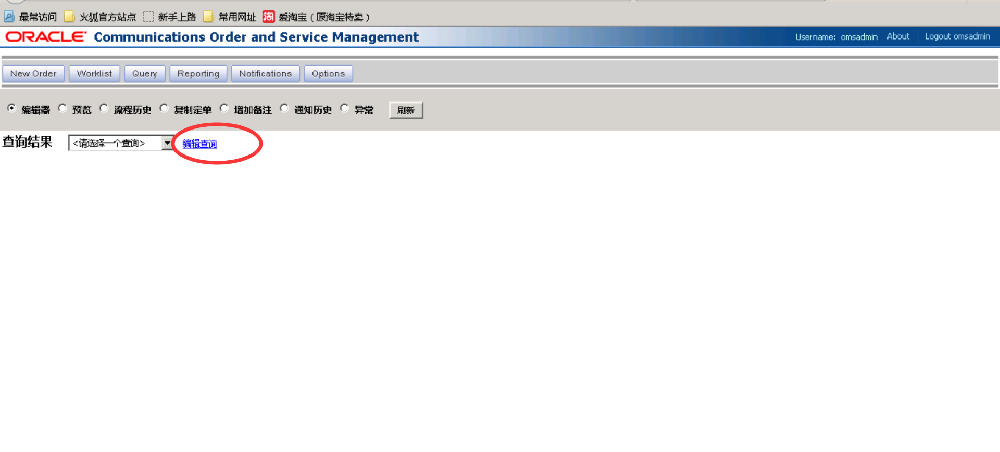 最常访问 火狐官方站点 新手上路 常用网址 淘 爱淘宝（原淘宝特卖）
ORACLE Communications Order and Service Management Username: omsadmin About Logout omsadmin
New Order Worklist Query Reporting Notifications Options
编辑器 预览 流程历史 复制定单 增加备注 通知历史 异常 刷新
查询结果 <请选择一个查询> 编辑查询